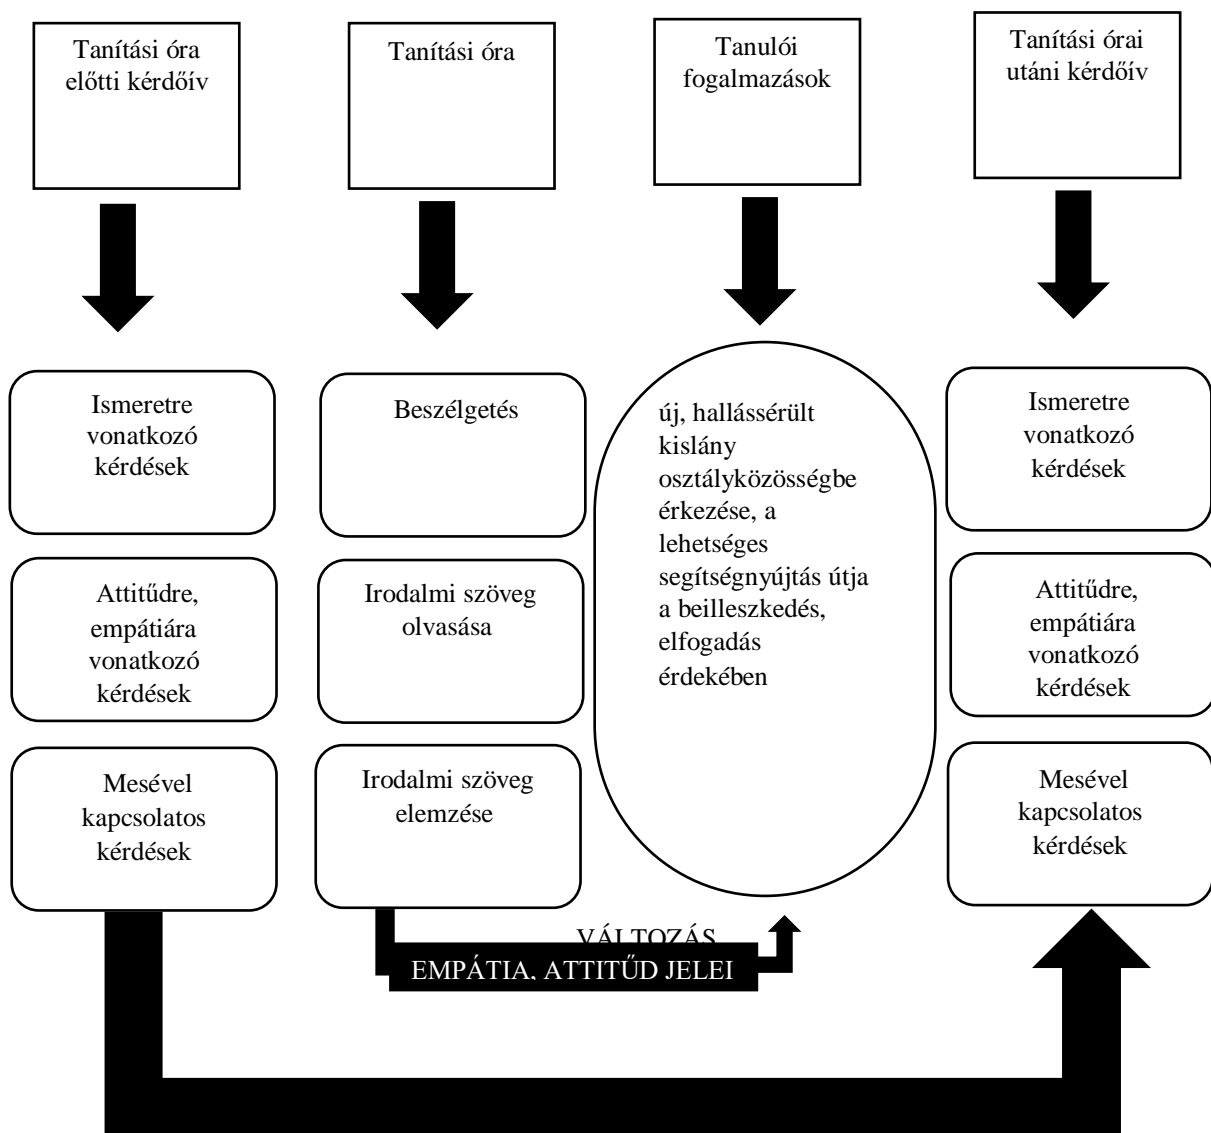 Tanítási óra
előtti kérdőív
Tanítási óra
Tanulói
fogalmazások
Tanítási órai
utáni kérdőív
Ismeretre
vonatkozó
kérdések
Attitűdre,
empátiára
vonatkozó
kérdések
Mesével
kapcsolatos
kérdések
Beszélgetés
Irodalmi szöveg
olvasása
Irodalmi szöveg
elemzése
új, hallássérült
kislány
osztályközösségbe
érkezése, a
lehetséges
segítségnyújtás útja
a beilleszkedés,
elfogadás
érdekében
Ismeretre
vonatkozó
kérdések
Attitűdre,
empátiára
vonatkozó
kérdések
Mesével
kapcsolatos
kérdések
VÁLTOZÁS
EMPÁTIA, ATTITŰD JELEI